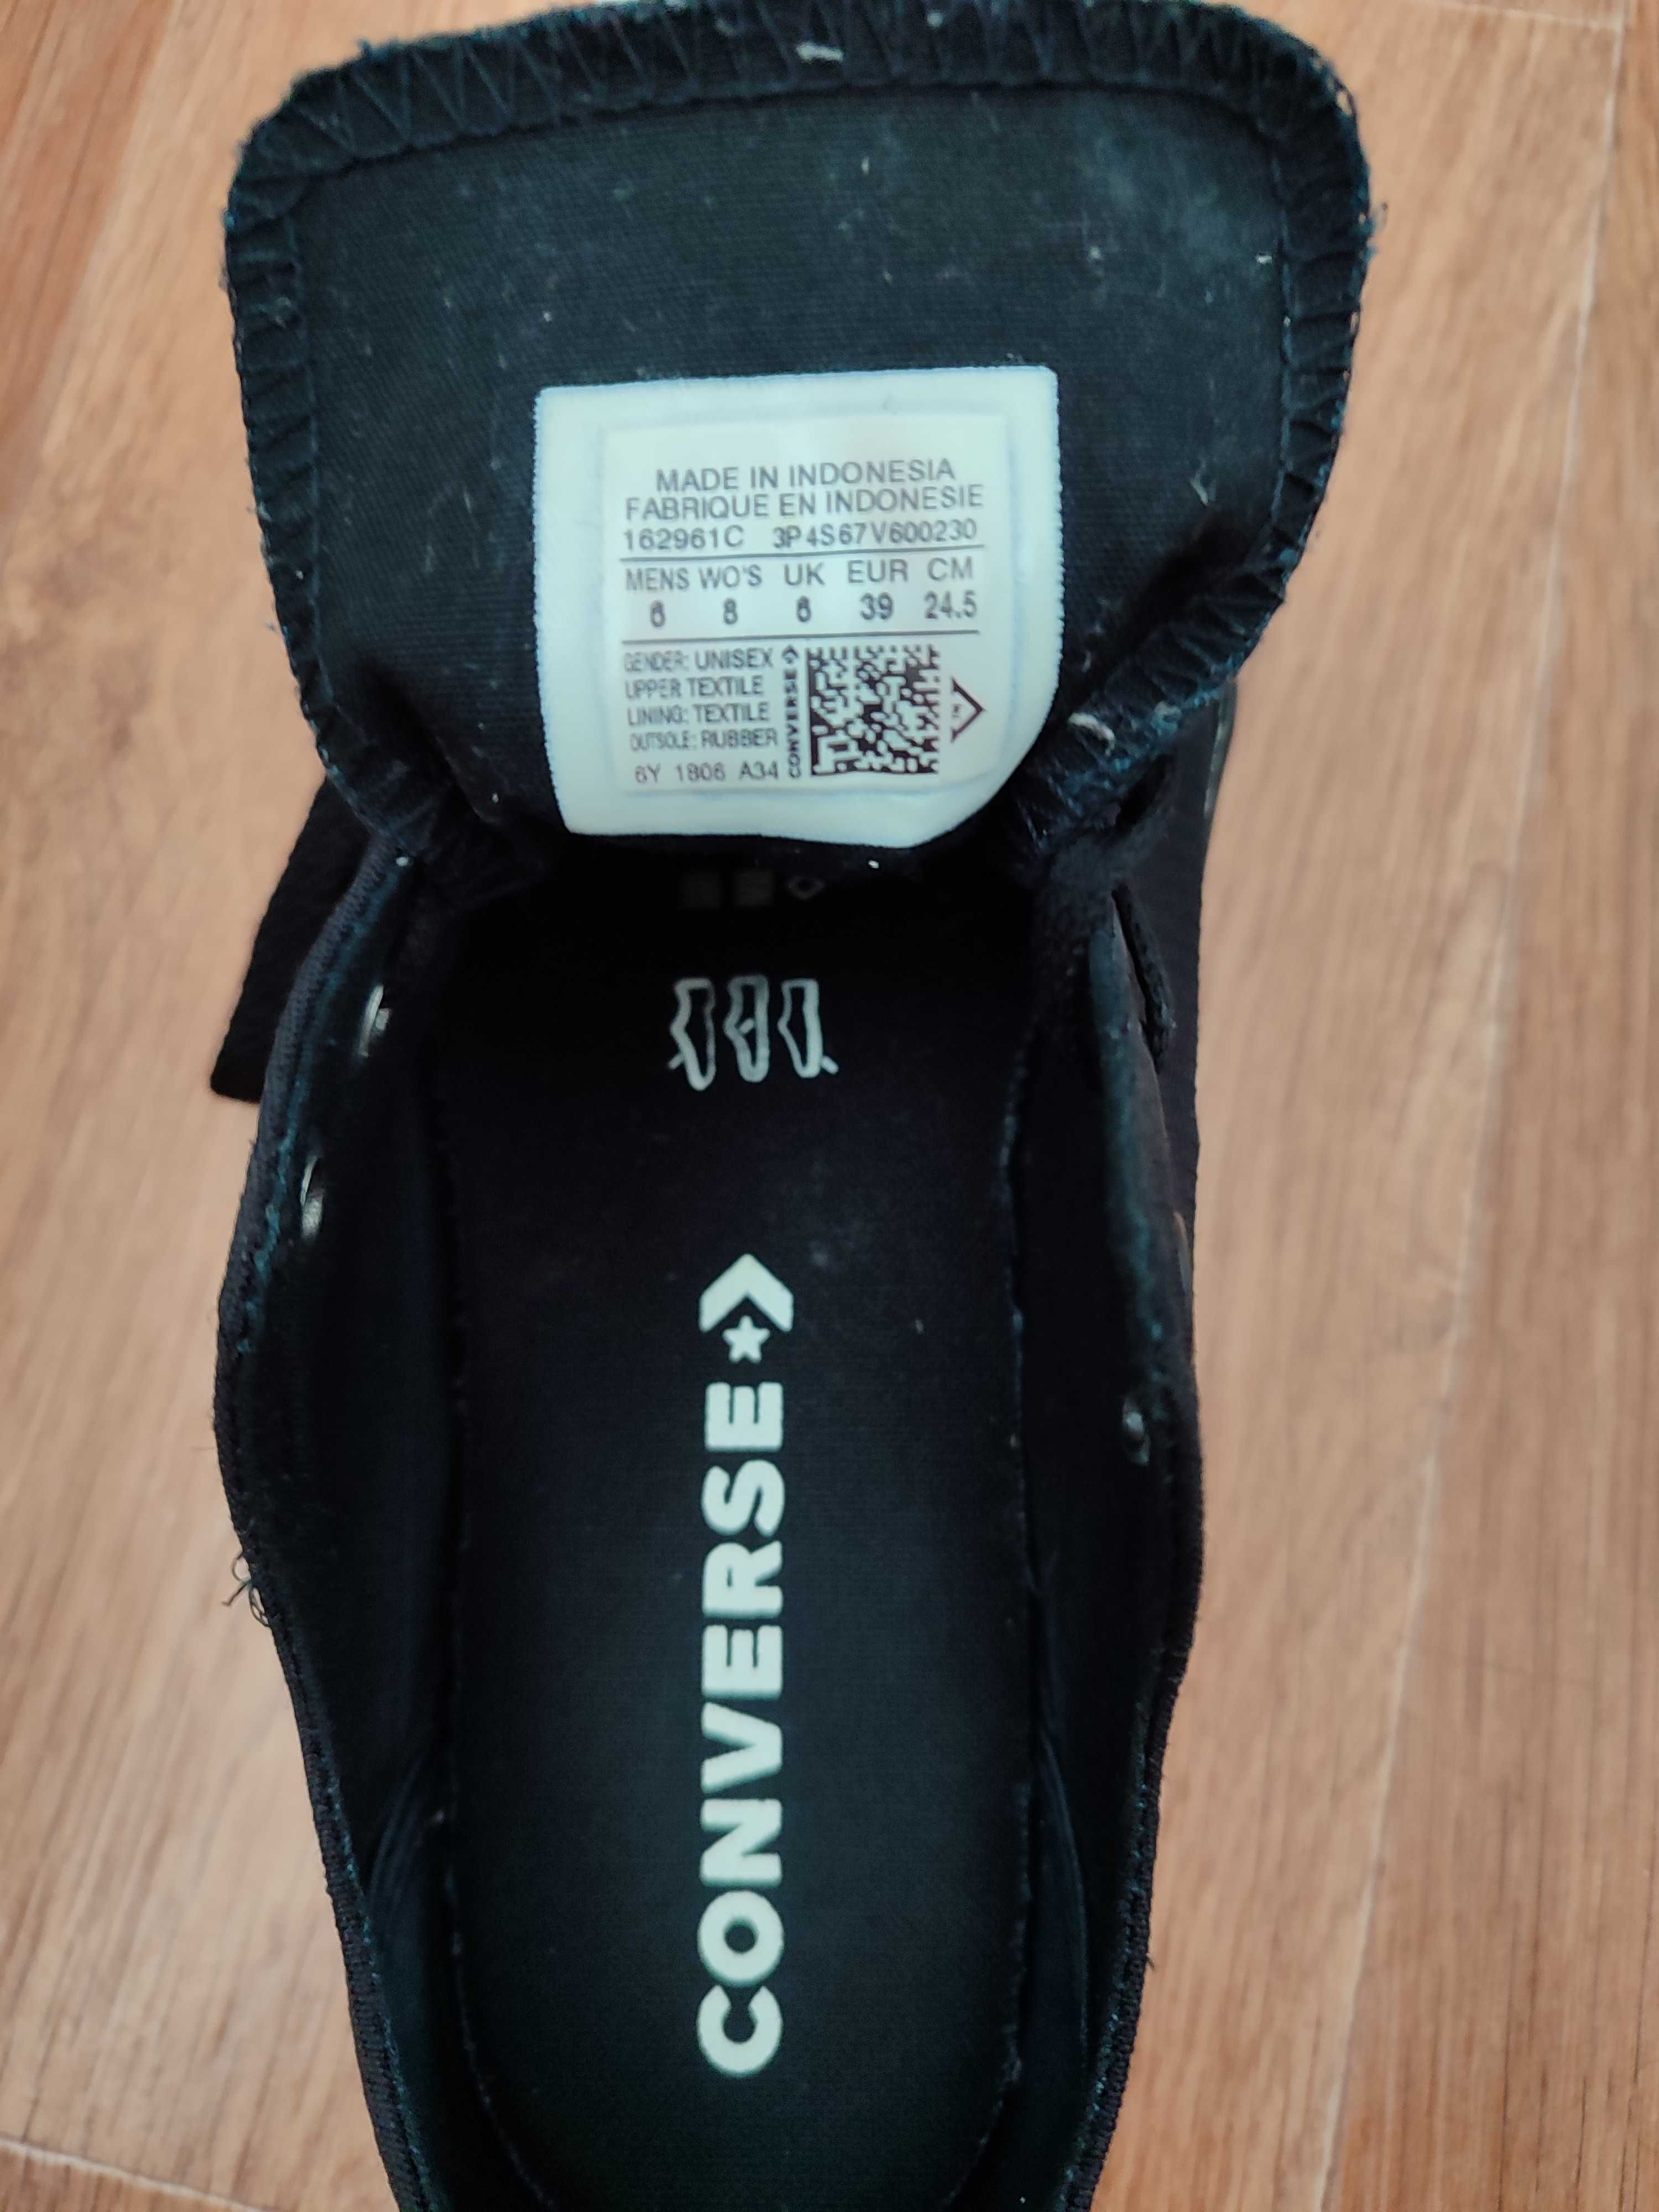 MADE IN INDONESIA
FABRIQUE EN INDONESIE
162961C 3P4S67V600230
MENS WO'S UK EUR CM
6 8 6 39 24.5
GENDER: UNISEX
UPPER TEXTILE
LINING: TEXTILE
OUTSOLE: RUBBER
6Y 1806 A34
CONVERSE
CONVERSE